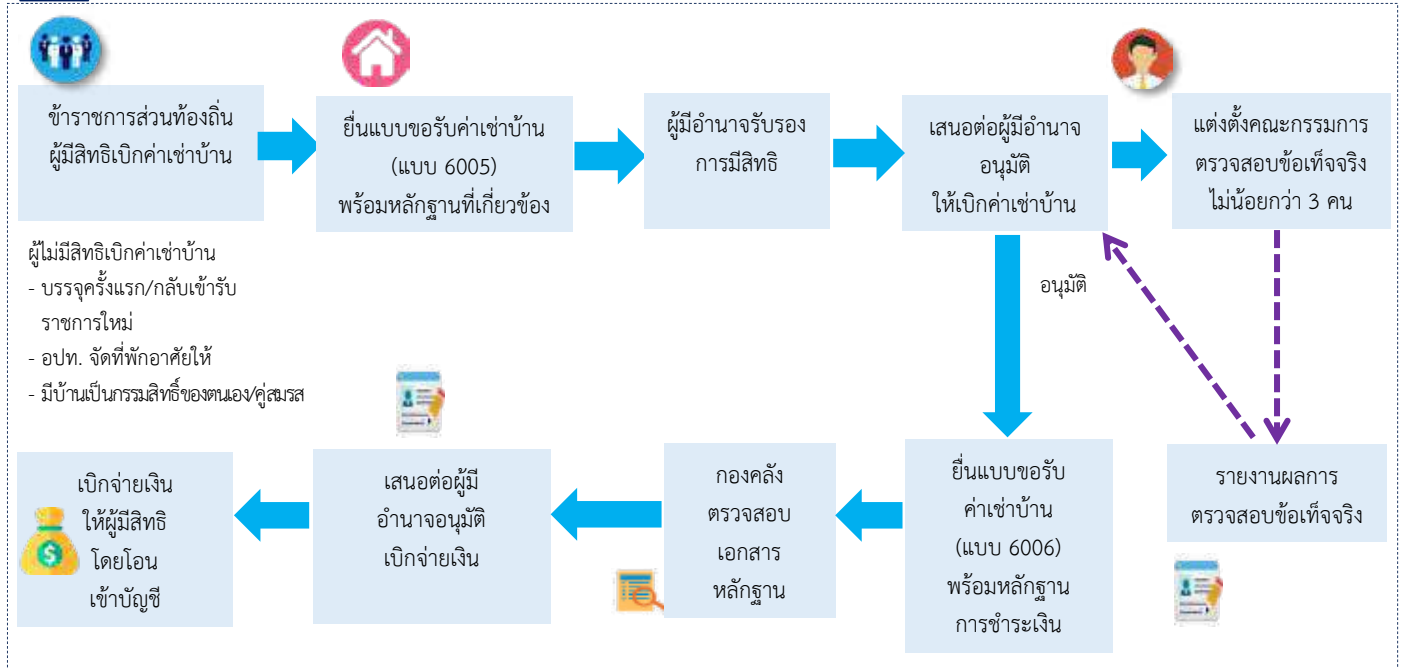 ข้าราชการส่วนท้องถิ่น
ผู้มีสิทธิเบิกค่าเช่าบ้าน
ยื่นแบบขอรับค่าเช่าบ้าน
(แบบ 6005)
พร้อมหลักฐานที่เกี่ยวข้อง
ผู้มีอำนาจรับรอง
การมีสิทธิ
เสนอต่อผู้มีอำนาจ
อนุมัติ
ให้เบิกค่าเช่าบ้าน
แต่งตั้งคณะกรรมการ
ตรวจสอบข้อเท็จจริง
ไม่น้อยกว่า 3 คน
ผู้ไม่มีสิทธิเบิกค่าเช่าบ้าน
- บรรจุครั้งแรก/กลับเข้ารับ
ราชการใหม่
- อปท. จัดที่พักอาศัยให้
- มีบ้านเป็นกรรมสิทธิ์ของตนเอง/คู่สมรส
อนุมัติ
รายงานผลการ
ตรวจสอบข้อเท็จจริง
ยื่นแบบขอรับ
ค่าเช่าบ้าน
(แบบ 6006)
พร้อมหลักฐาน
การชำระเงิน
กองคลัง
ตรวจสอบ
เอกสาร
หลักฐาน
เสนอต่อผู้มี
อำนาจอนุมัติ
เบิกจ่ายเงิน
เบิกจ่ายเงิน
ให้ผู้มีสิทธิ
โดยโอน
เข้าบัญชี